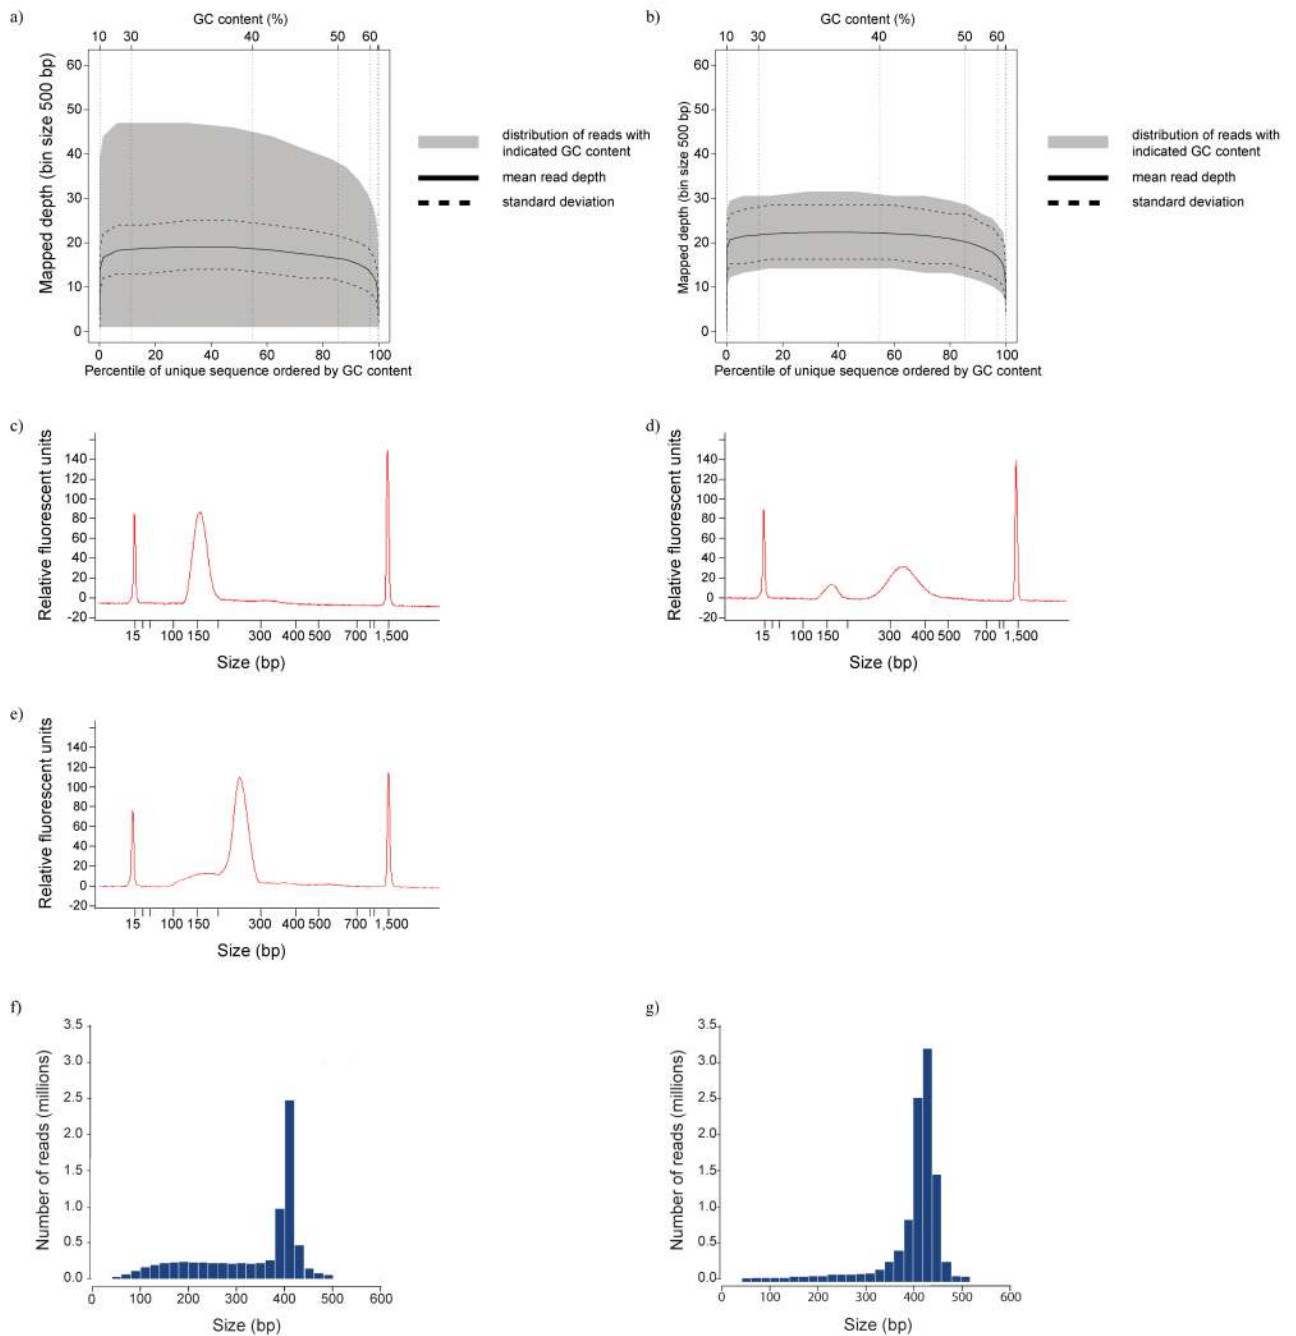 a)
GC content (%)
10 30 40 50 60
Mapped depth (bin size 500 bp)
60
50
40
30
20
10
0
0 20 40 60 80 100
Percentile of unique sequence ordered by GC content
distribution of reads with
indicated GC content
mean read depth
standard deviation
b)
GC content (%)
10 30 40 50 60
Mapped depth (bin size 500 bp)
60
50
40
30
20
10
0
0 20 40 60 80 100
Percentile of unique sequence ordered by GC content
distribution of reads with
indicated GC content
mean read depth
standard deviation
c)
Relative fluorescent units
140
120
100
80
60
40
20
0
-20
15 100 150 300 400 500 700 1,500
Size (bp)
d)
Relative fluorescent units
140
120
100
80
60
40
20
0
-20
15 100 150 300 400 500 700 1,500
Size (bp)
e)
Relative fluorescent units
140
120
100
80
60
40
20
0
-20
15 100 150 300 400 500 700 1,500
Size (bp)
f)
Number of reads (millions)
3.5
3.0
2.5
2.0
1.5
1.0
0.5
0.0
0 100 200 300 400 500 600
Size (bp)
g)
Number of reads (millions)
3.5
3.0
2.5
2.0
1.5
1.0
0.5
0.0
0 100 200 300 400 500 600
Size (bp)